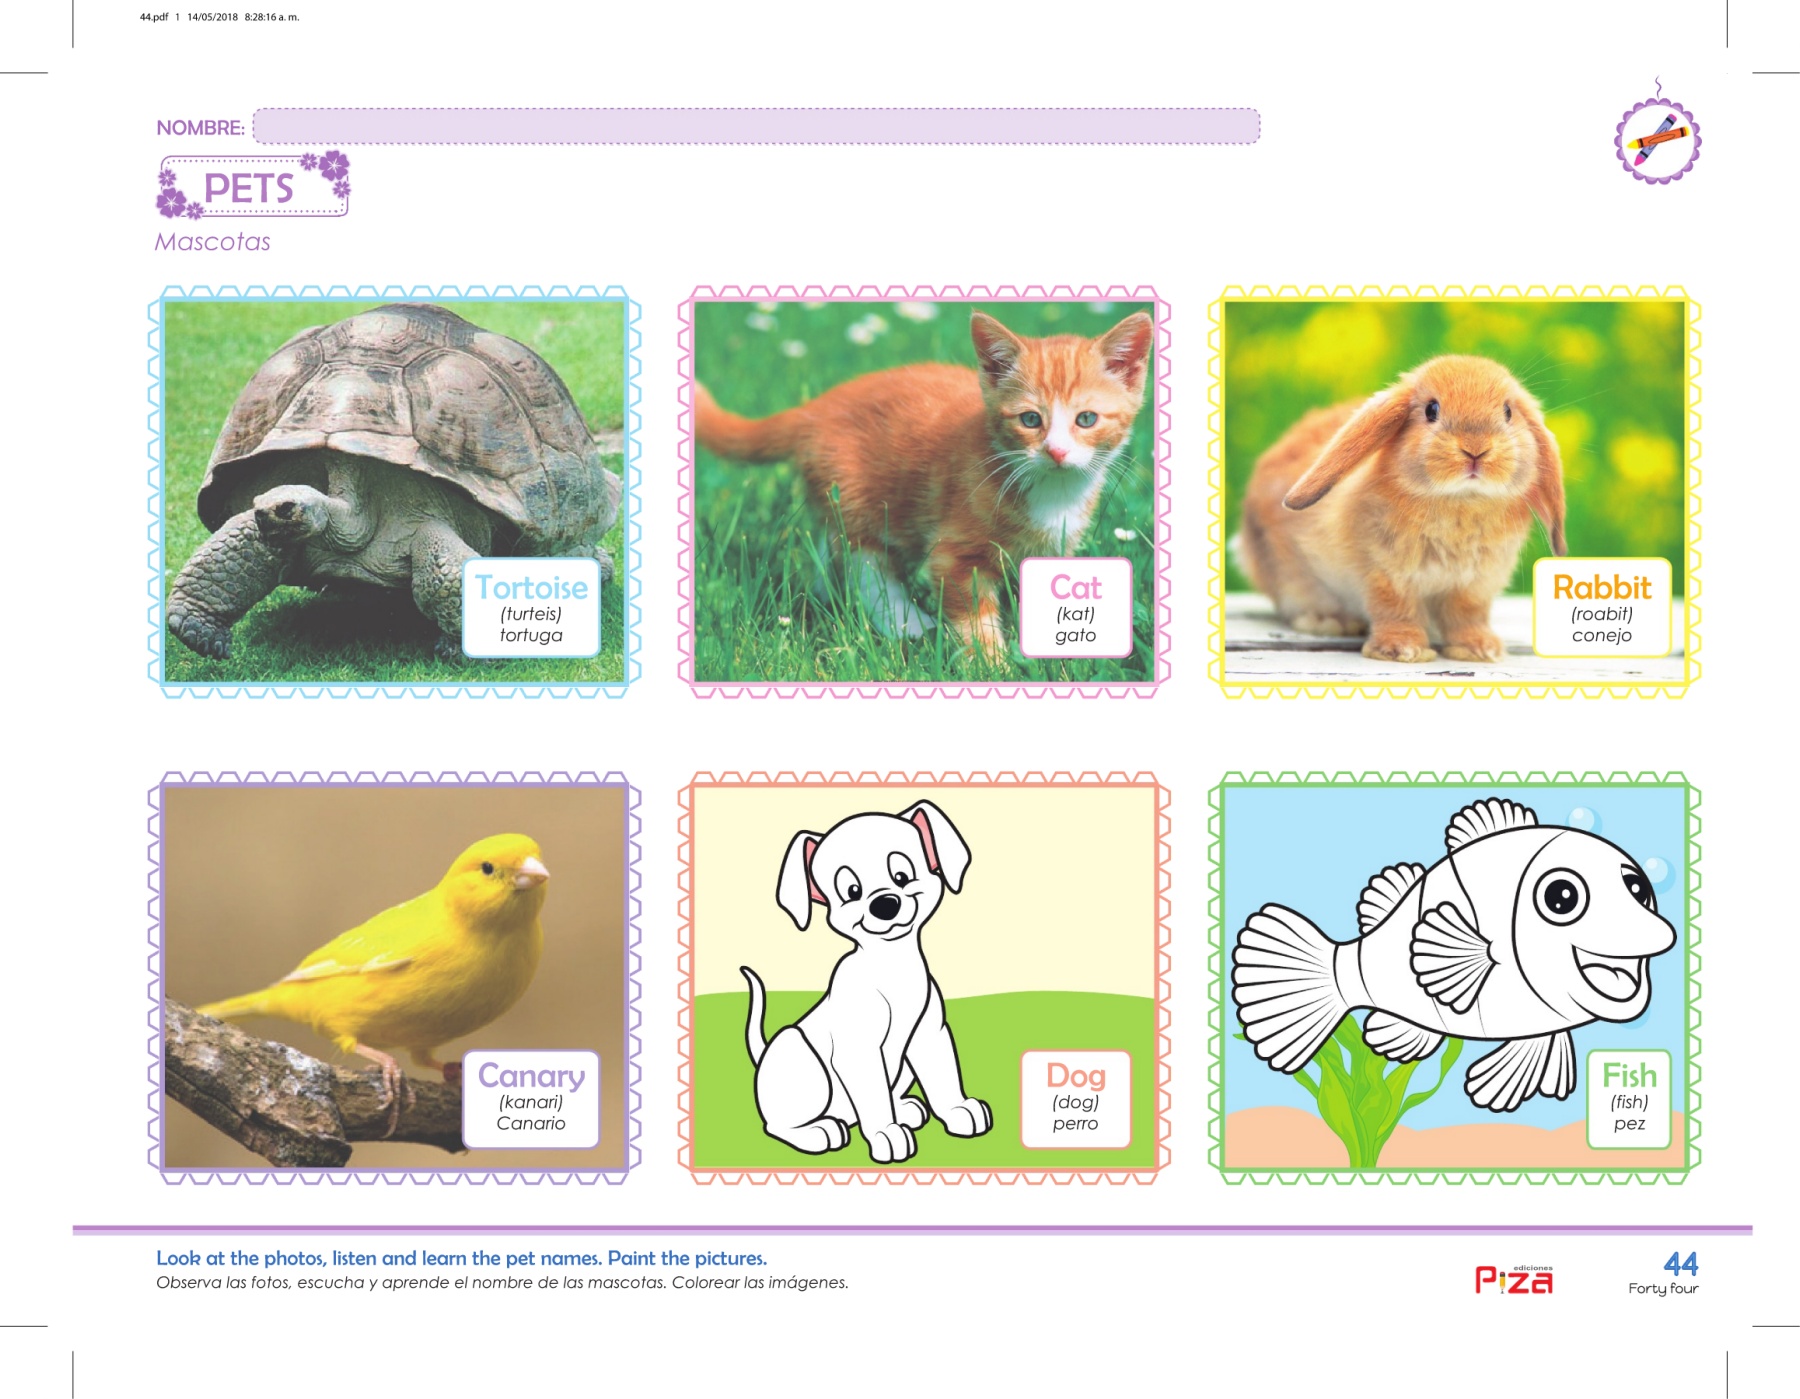 44.pdf 1 14/05/2018 8:28:16 a. m.
NOMBRE:
PETS
Mascotas
Tortoise
(turteis)
tortuga
Cat
(kat)
gato
Rabbit
(roabit)
conejo
Canary
(kanari)
Canario
Dog
(dog)
perro
Fish
(fish)
pez
Look at the photos, listen and learn the pet names. Paint the pictures.
Observa las fotos, escucha y aprende el nombre de las mascotas. Colorear las imágenes.
ediciones
Piza
44
Forty four